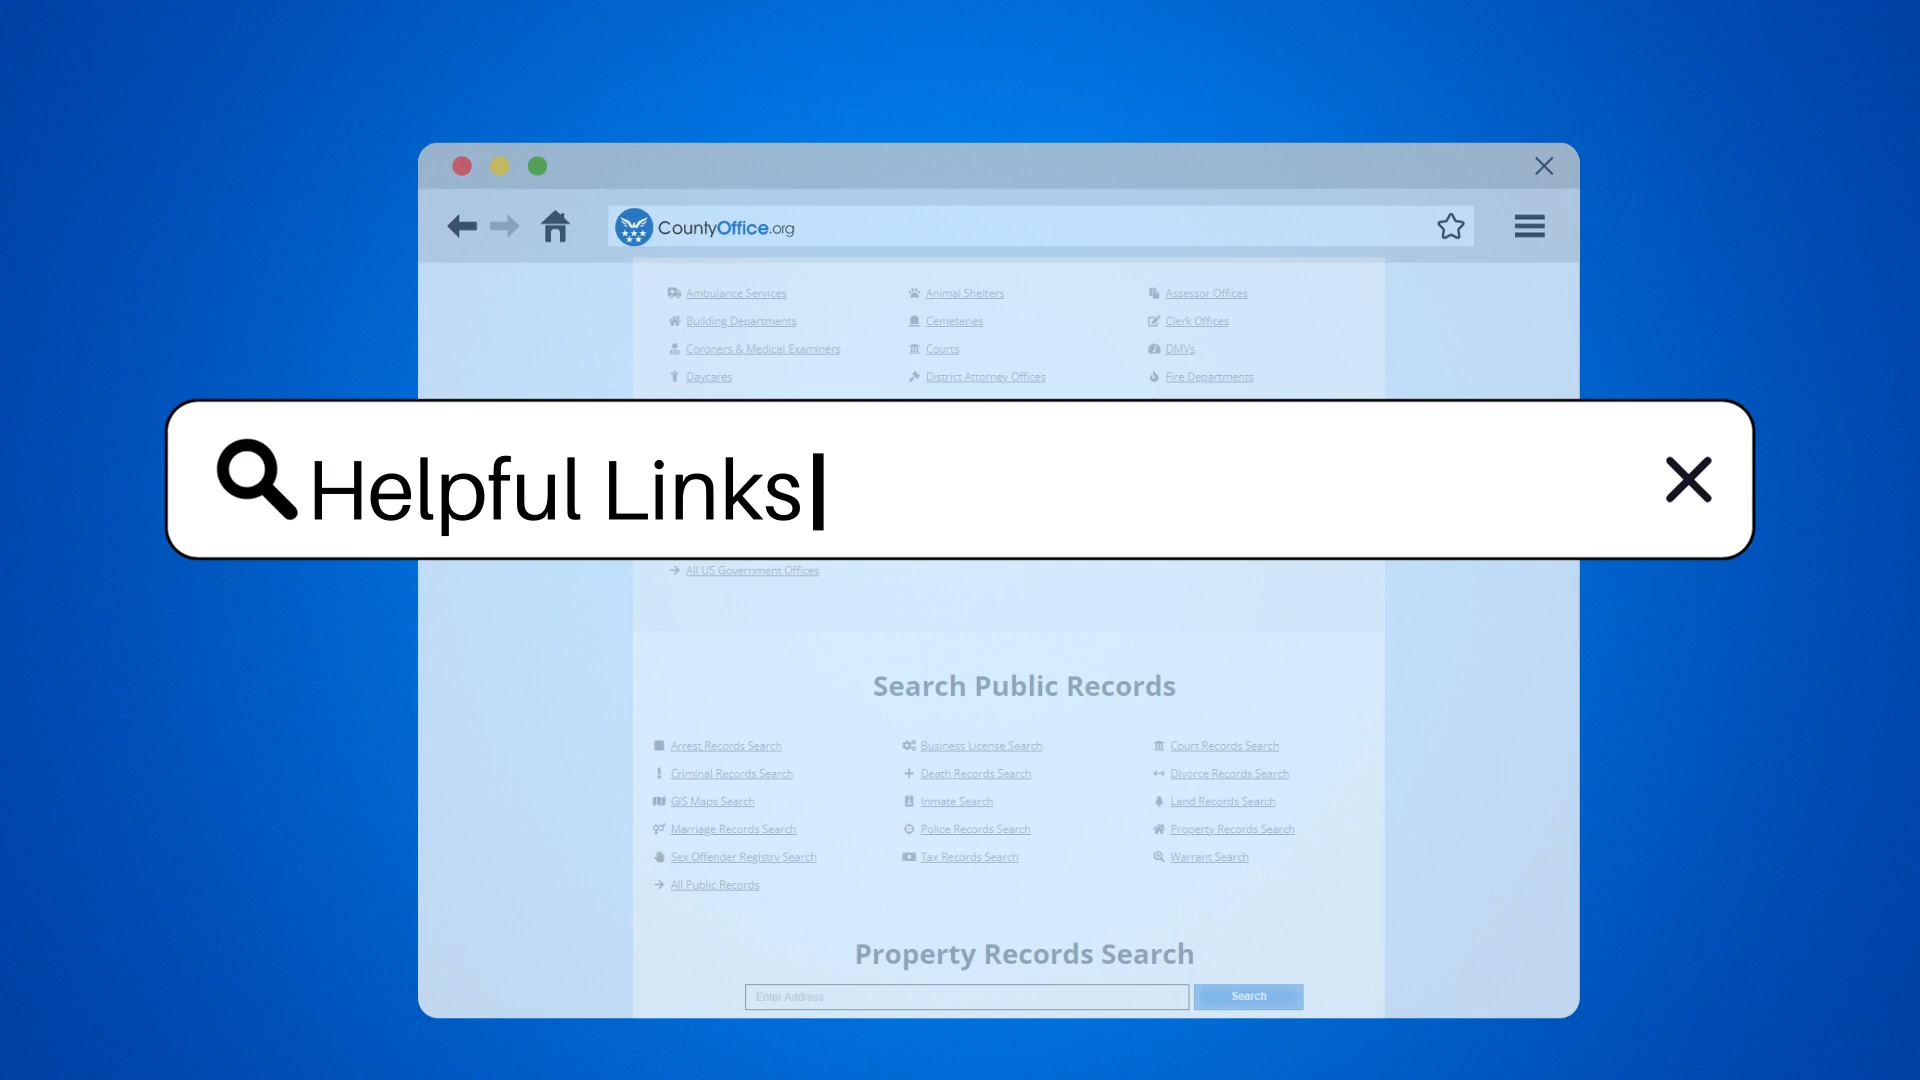 CountyOffice.org
Ambulance Services Animal Shelters Assessor Offices
Building Departments Cemeteries Clerk Offices
Coroners & Medical Examiners Courts DMVs
Daycares District Attorney Offices Fire Departments
Helpful Links
All US Government Offices
Search Public Records
Arrest Records Search Business License Search Court Records Search
Criminal Records Search Death Records Search Divorce Records Search
GIS Maps Search Inmate Search Land Records Search
Marriage Records Search Police Records Search Property Records Search
Sex Offender Registry Search Tax Records Search Warrant Search
All Public Records
Property Records Search
Enter Address Search